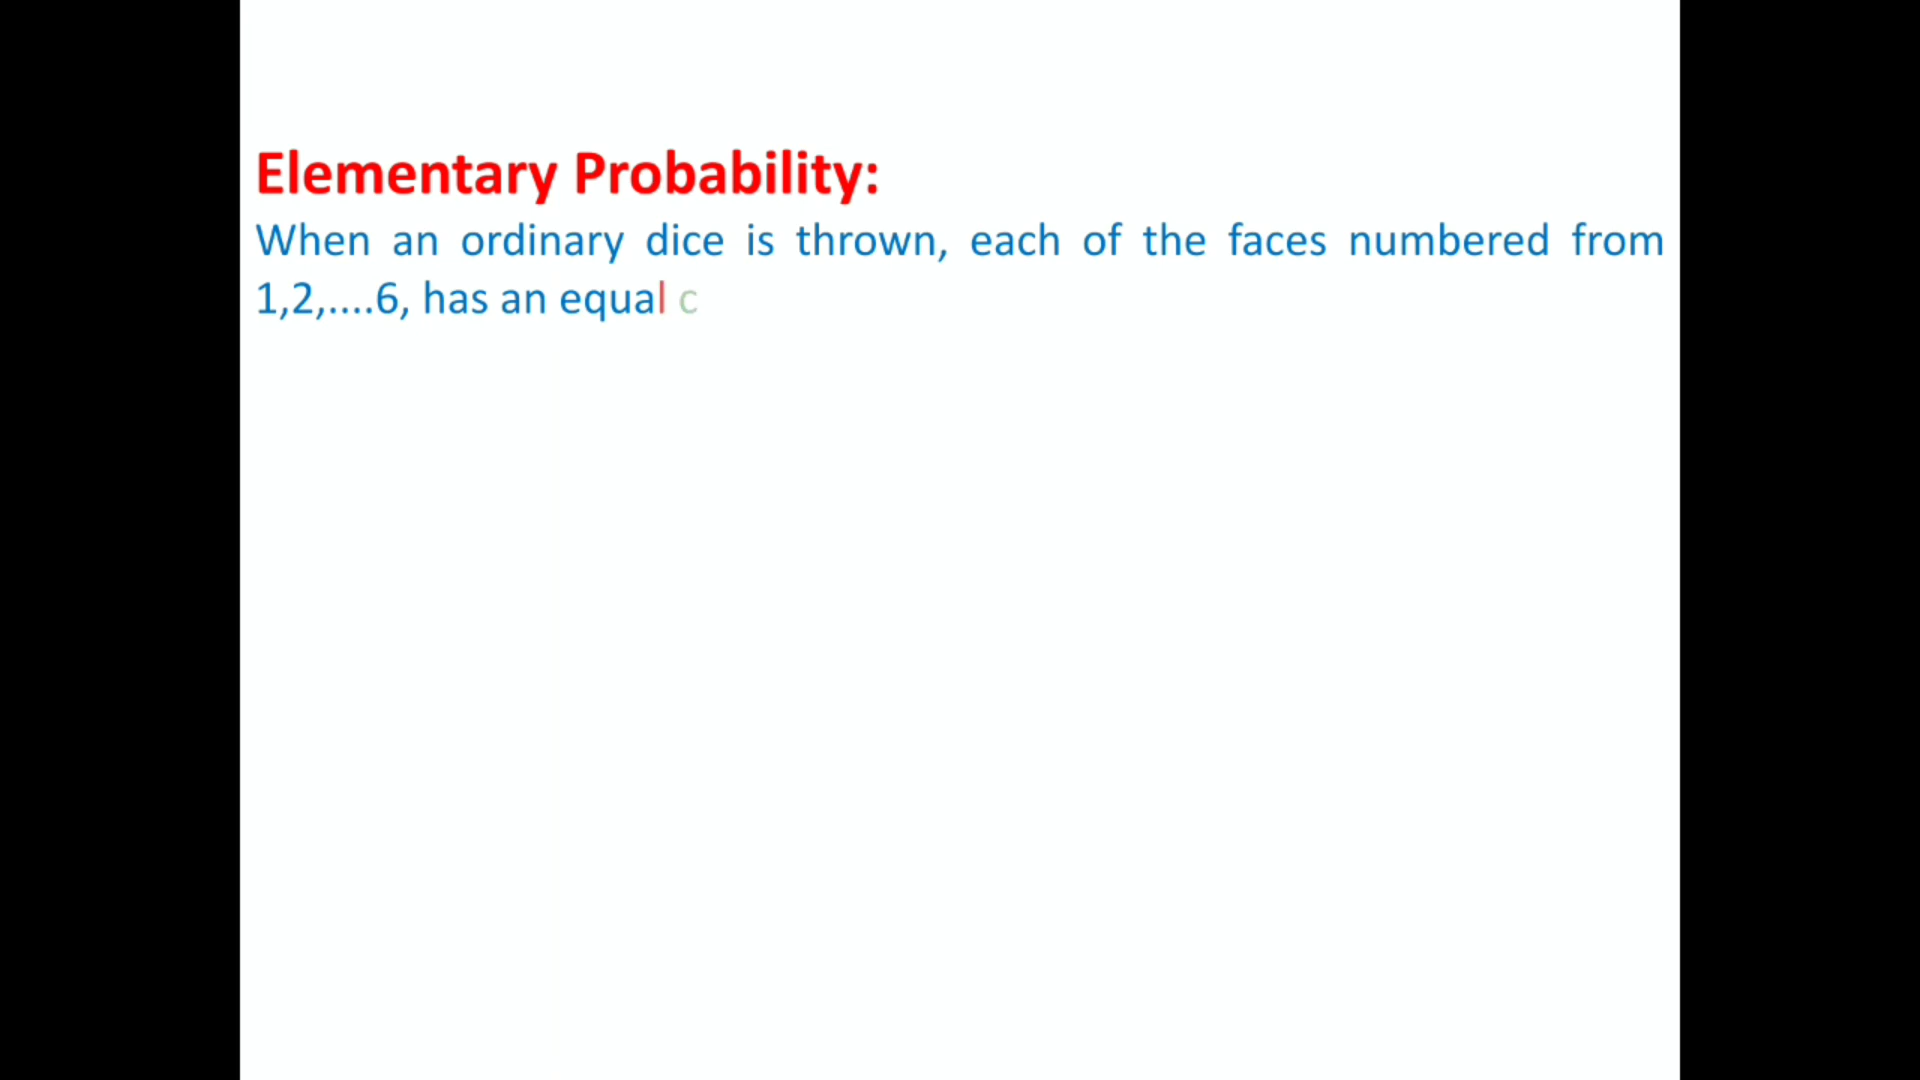 Elementary Probability:
When an ordinary dice is thrown, each of the faces numbered from
1,2,....6, has an equal c